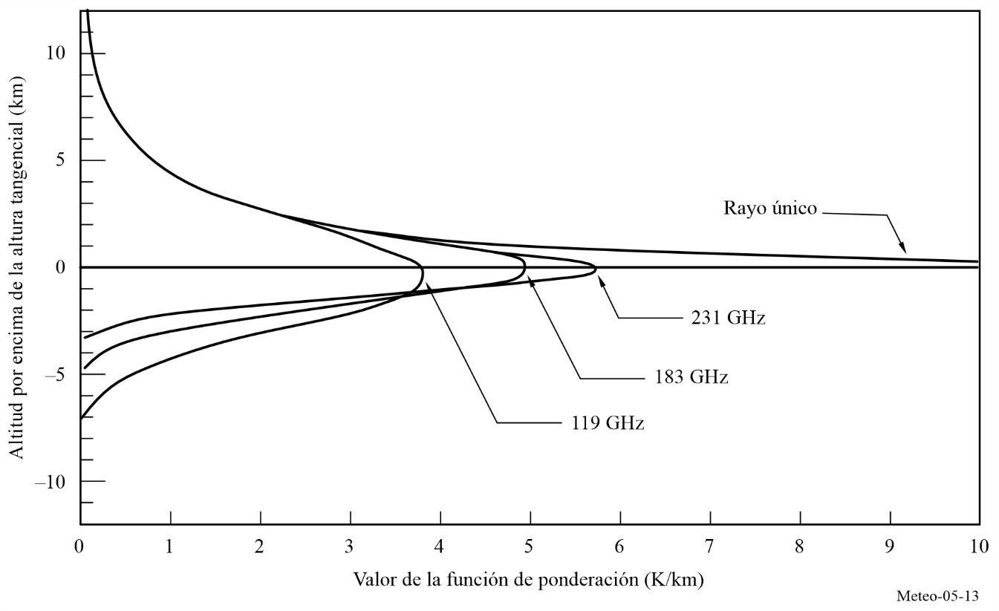 Altitud por encima de la altura tangencial (km)
10
5
0
–5
–10
Rayo único
231 GHz
183 GHz
119 GHz
0 1 2 3 4 5 6 7 8 9 10
Valor de la función de ponderación (K/km)
Meteo-05-13